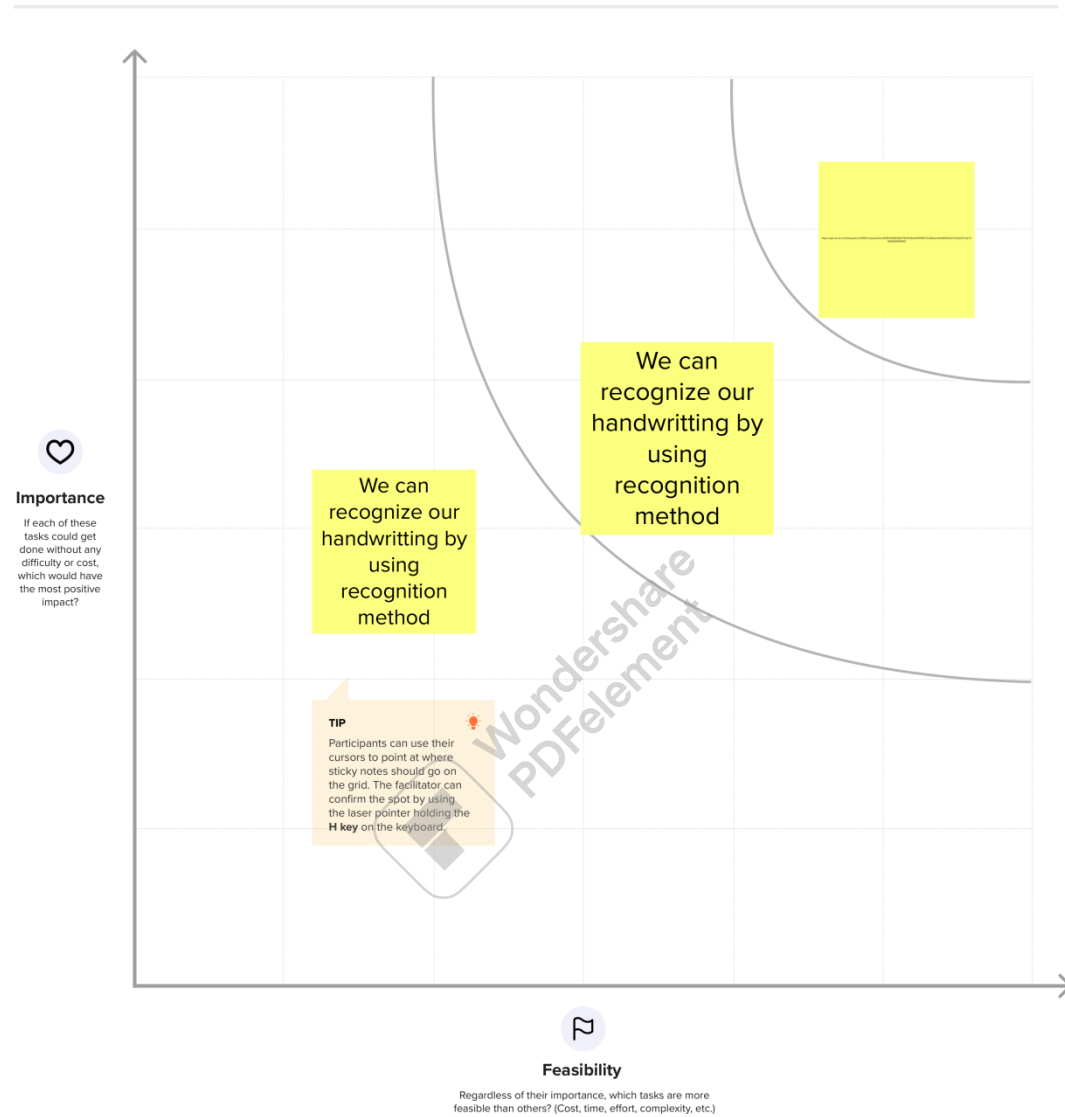 We can
recognize our
handwritting by
using
recognition
method
Importance
If each of these
tasks could get
done without any
difficulty or cost,
which would have
the most positive
impact?
We can
recognize our
handwritting by
using
recognition
method
TIP
Participants can use their
cursors to point at where
sticky notes should go on
the grid. The facilitator can
confirm the spot by using
the laser pointer holding the
H key on the keyboard.
Wondershare
PDFelement
Feasibility
Regardless of their importance, which tasks are more
feasible than others? (Cost, time, effort, complexity, etc.)